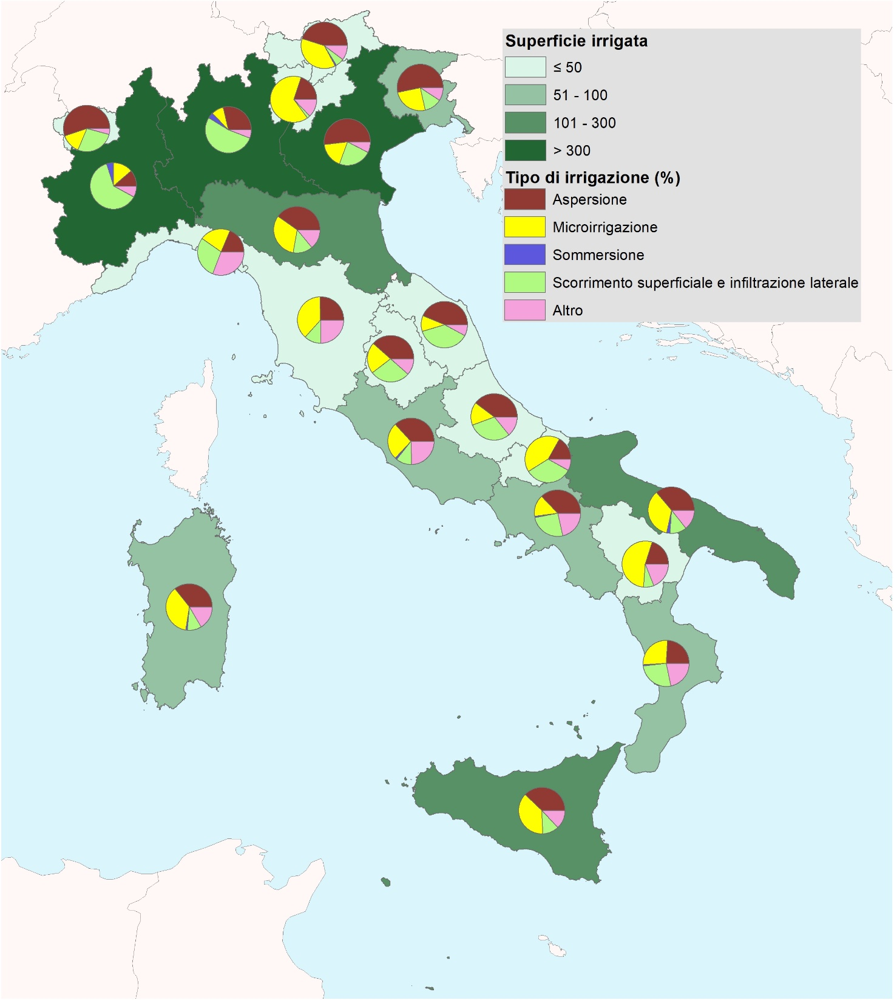 Superficie irrigata
≤ 50
51 - 100
101 - 300
> 300
Tipo di irrigazione (%)
Aspersione
Microirrigazione
Sommersione
Scorrimento superficiale e infiltrazione laterale
Altro